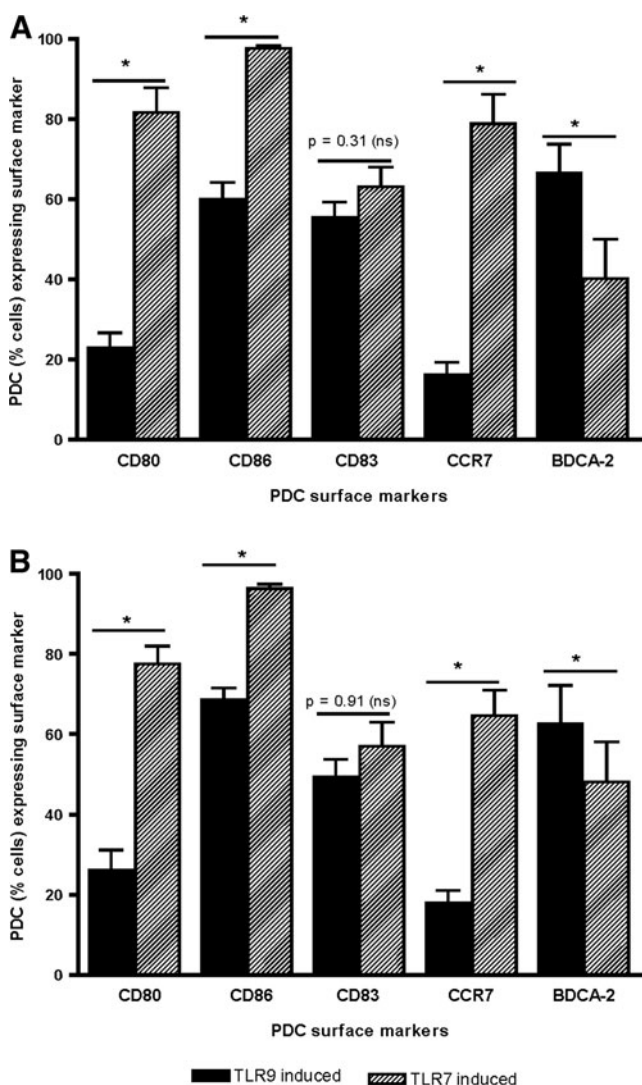 A
PDC (% cells) expressing surface marker
100
80
60
40
20
0
*
*
p = 0.31 (ns)
*
*
CD80
CD86
CD83
CCR7
BDCA-2
PDC surface markers
B
PDC (% cells) expressing surface marker
100
80
60
40
20
0
*
*
p = 0.91 (ns)
*
*
CD80
CD86
CD83
CCR7
BDCA-2
PDC surface markers
TLR9 induced
TLR7 induced